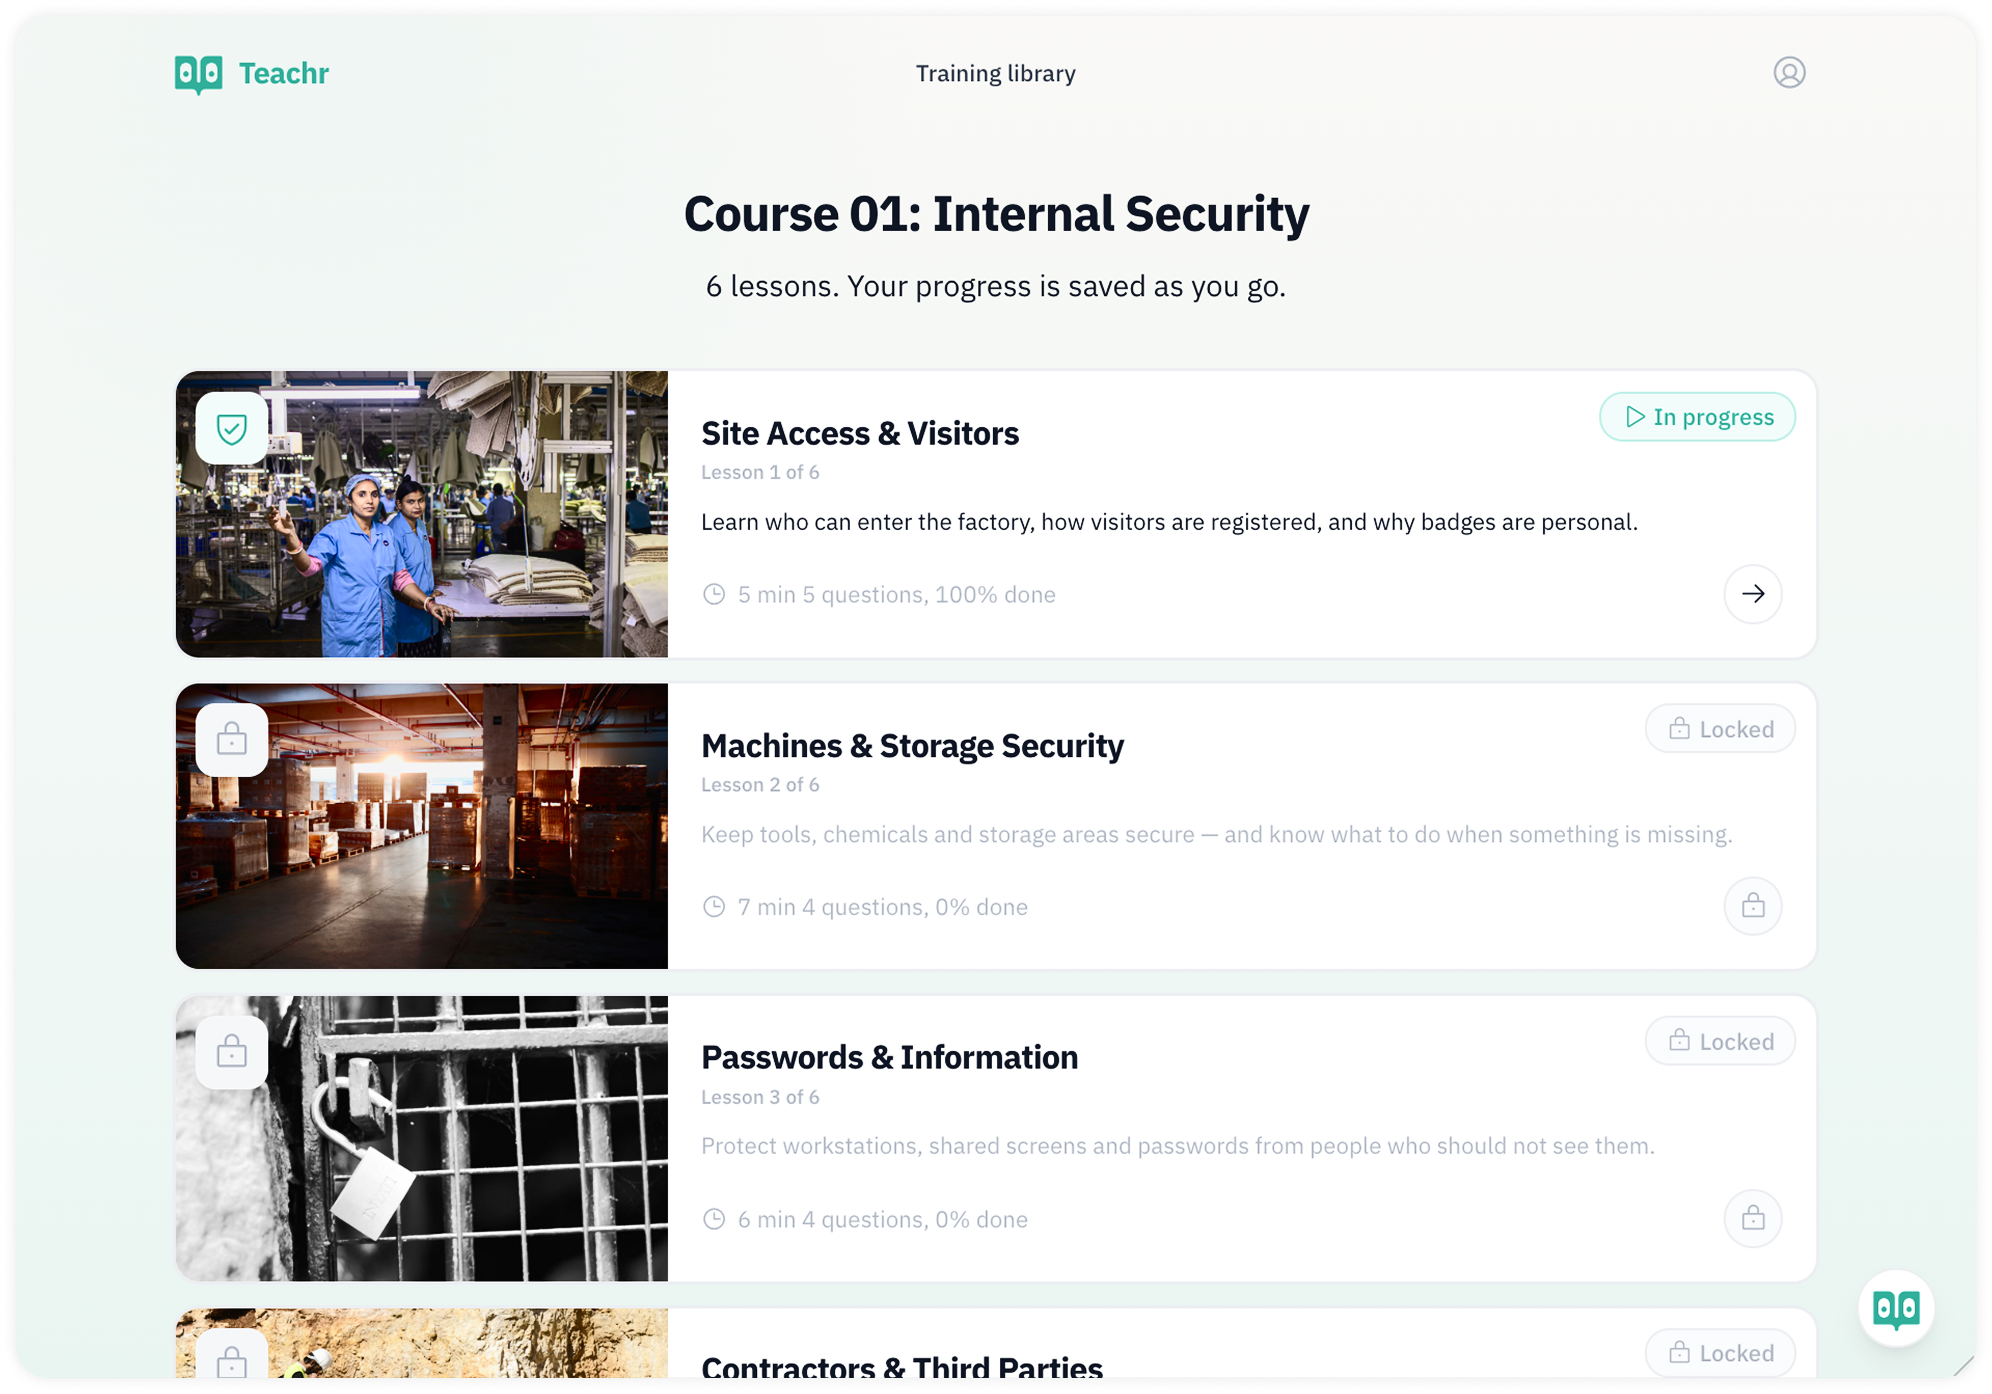 Teachr
Training library
Course 01: Internal Security
6 lessons. Your progress is saved as you go.
In progress
Site Access & Visitors
Lesson 1 of 6
Learn who can enter the factory, how visitors are registered, and why badges are personal.
5 min 5 questions, 100% done
Locked
Machines & Storage Security
Lesson 2 of 6
Keep tools, chemicals and storage areas secure — and know what to do when something is missing.
7 min 4 questions, 0% done
Locked
Passwords & Information
Lesson 3 of 6
Protect workstations, shared screens and passwords from people who should not see them.
6 min 4 questions, 0% done
Locked
Contractors & Third Parties